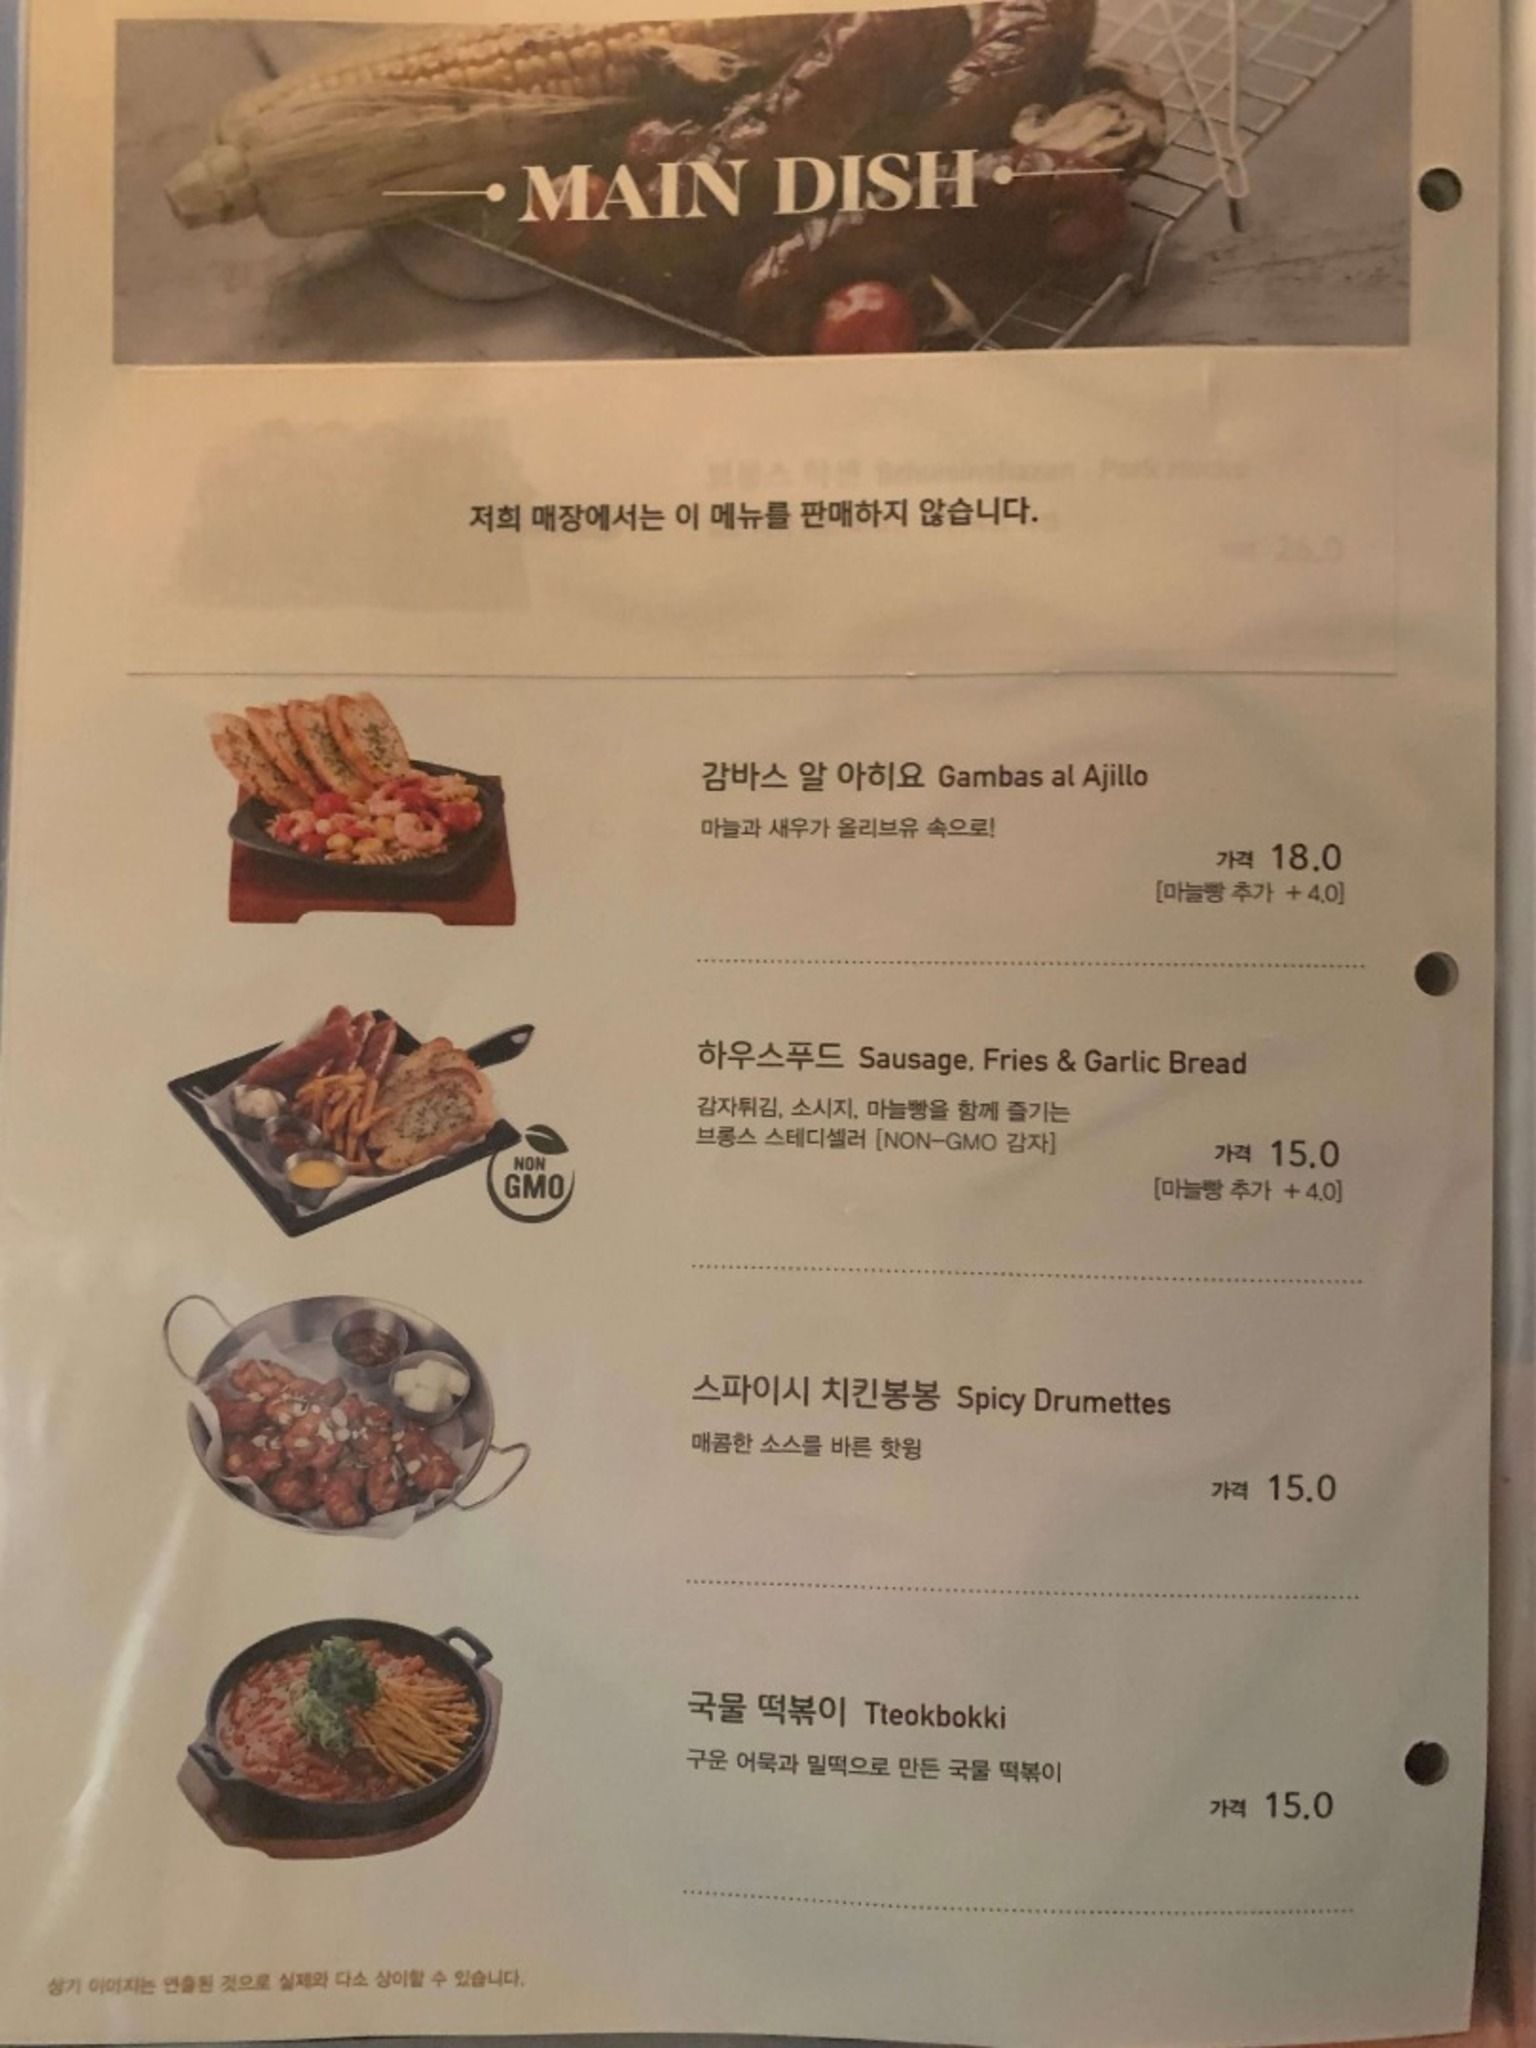 MAIN DISH
저희 매장에서는 이 메뉴를 판매하지 않습니다.
감바스 알 아히요 Gambas al Ajillo
마늘과 새우가 올리브유 속으로!
가격 18.0
[마늘빵 추가 +4.0]
하우스푸드 Sausage, Fries & Garlic Bread
감자튀김, 소시지, 마늘빵을 함께 즐기는
브롱스 스테디셀러 [NON-GMO 감자]
가격 15.0
[마늘빵 추가 +4.0]
NON
GMO
스파이시 치킨봉봉 Spicy Drumettes
매콤한 소스를 바른 핫윙
가격 15.0
국물 떡볶이 Tteokbokki
구운 어묵과 밀떡으로 만든 국물 떡볶이
가격 15.0
상기 이미지는 연출된 것으로 실제와 다소 상이할 수 있습니다.